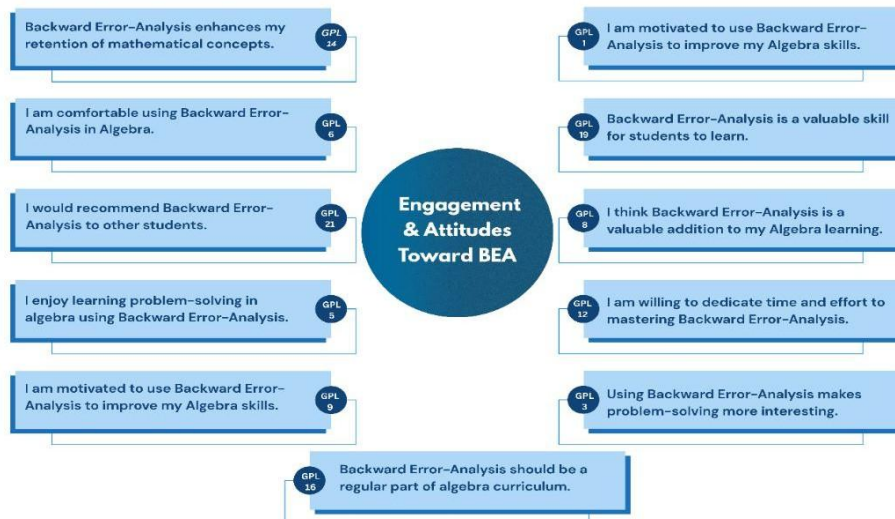 Backward Error-Analysis enhances my
retention of mathematical concepts.
GPL
14
I am comfortable using Backward Error-
Analysis in Algebra.
GPL
6
I would recommend Backward Error-
Analysis to other students.
GPL
21
I enjoy learning problem-solving in
algebra using Backward Error-Analysis.
GPL
5
I am motivated to use Backward Error-
Analysis to improve my Algebra skills.
GPL
9
Engagement
& Attitudes
Toward BEA
GPL
1
I am motivated to use Backward Error-
Analysis to improve my Algebra skills.
GPL
19
Backward Error-Analysis is a valuable skill
for students to learn.
GPL
8
I think Backward Error-Analysis is a
valuable addition to my Algebra learning.
GPL
12
I am willing to dedicate time and effort to
mastering Backward Error-Analysis.
GPL
3
Using Backward Error-Analysis makes
problem-solving more interesting.
GPL
16
Backward Error-Analysis should be a
regular part of algebra curriculum.